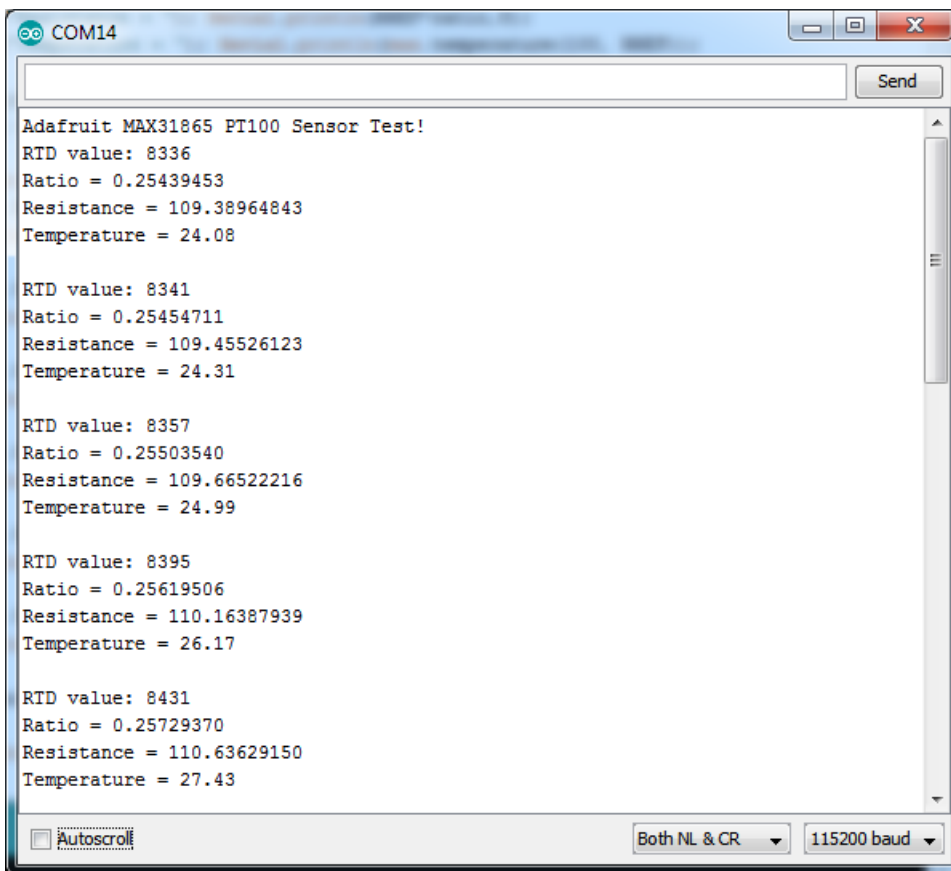 COM14
Send
Adafruit MAX31865 PT100 Sensor Test!
RTD value: 8336
Ratio = 0.25439453
Resistance = 109.38964843
Temperature = 24.08
RTD value: 8341
Ratio = 0.25454711
Resistance = 109.45526123
Temperature = 24.31
RTD value: 8357
Ratio = 0.25503540
Resistance = 109.66522216
Temperature = 24.99
RTD value: 8395
Ratio = 0.25619506
Resistance = 110.16387939
Temperature = 26.17
RTD value: 8431
Ratio = 0.25729370
Resistance = 110.63629150
Temperature = 27.43
Autoscroll Both NL & CR 115200 baud